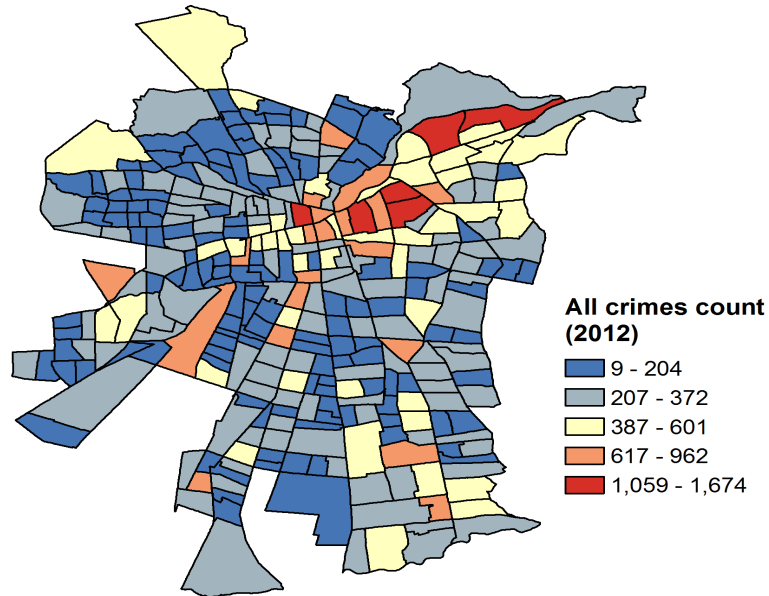 All crimes count
(2012)
9 - 204
207 - 372
387 - 601
617 - 962
1,059 - 1,674